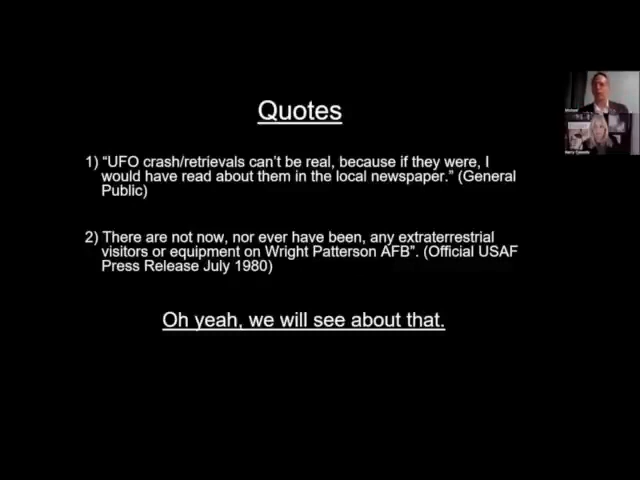 Quotes
1) “UFO crash/retrievals can’t be real, because if they were, I
would have read about them in the local newspaper.” (General
Public)
2) There are not now, nor ever have been, any extraterrestrial
visitors or equipment on Wright Patterson AFB”. (Official USAF
Press Release July 1980)
Oh yeah, we will see about that.